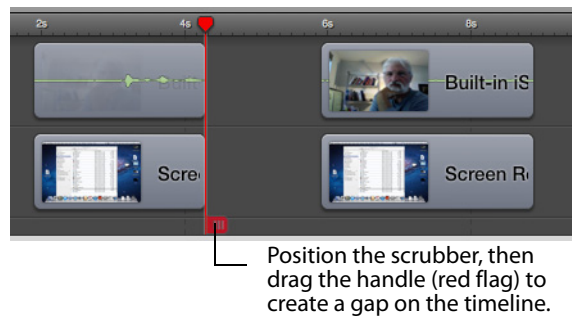 2s 4s 6s 8s
Built-in iS
Scre Screen R
Position the scrubber, then
drag the handle (red flag) to
create a gap on the timeline.